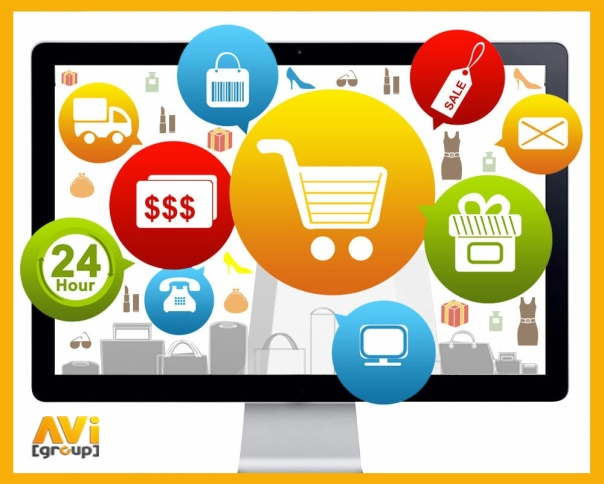 SALE
$$$
24
Hour
AVi
[group]